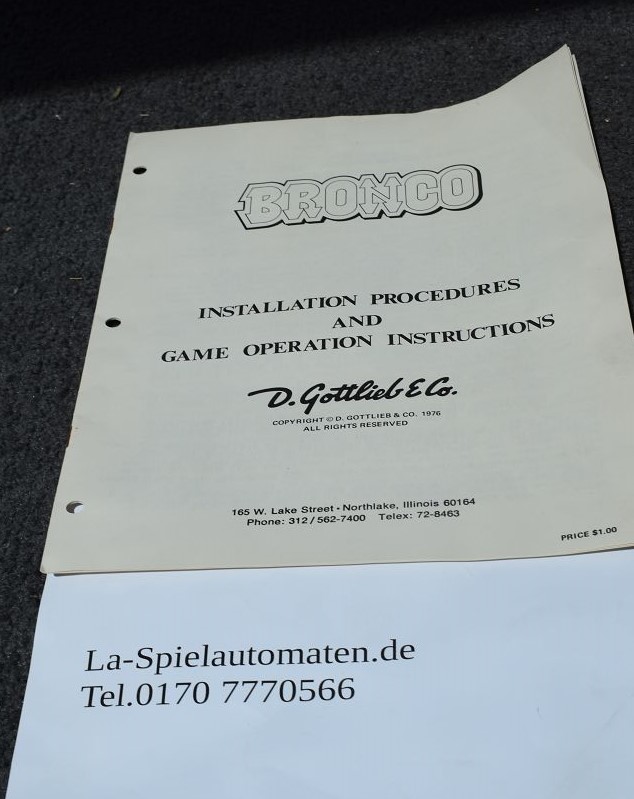 BRONCO
INSTALLATION PROCEDURES
AND
GAME OPERATION INSTRUCTIONS
D. Gottlieb & Co.
COPYRIGHT © D. GOTTLIEB & CO. 1976
ALL RIGHTS RESERVED
165 W. Lake Street • Northlake, Illinois 60164
Phone: 312/562-7400 Telex: 72-8463
PRICE $1.00
La-Spielautomaten.de
Tel.0170 7770566